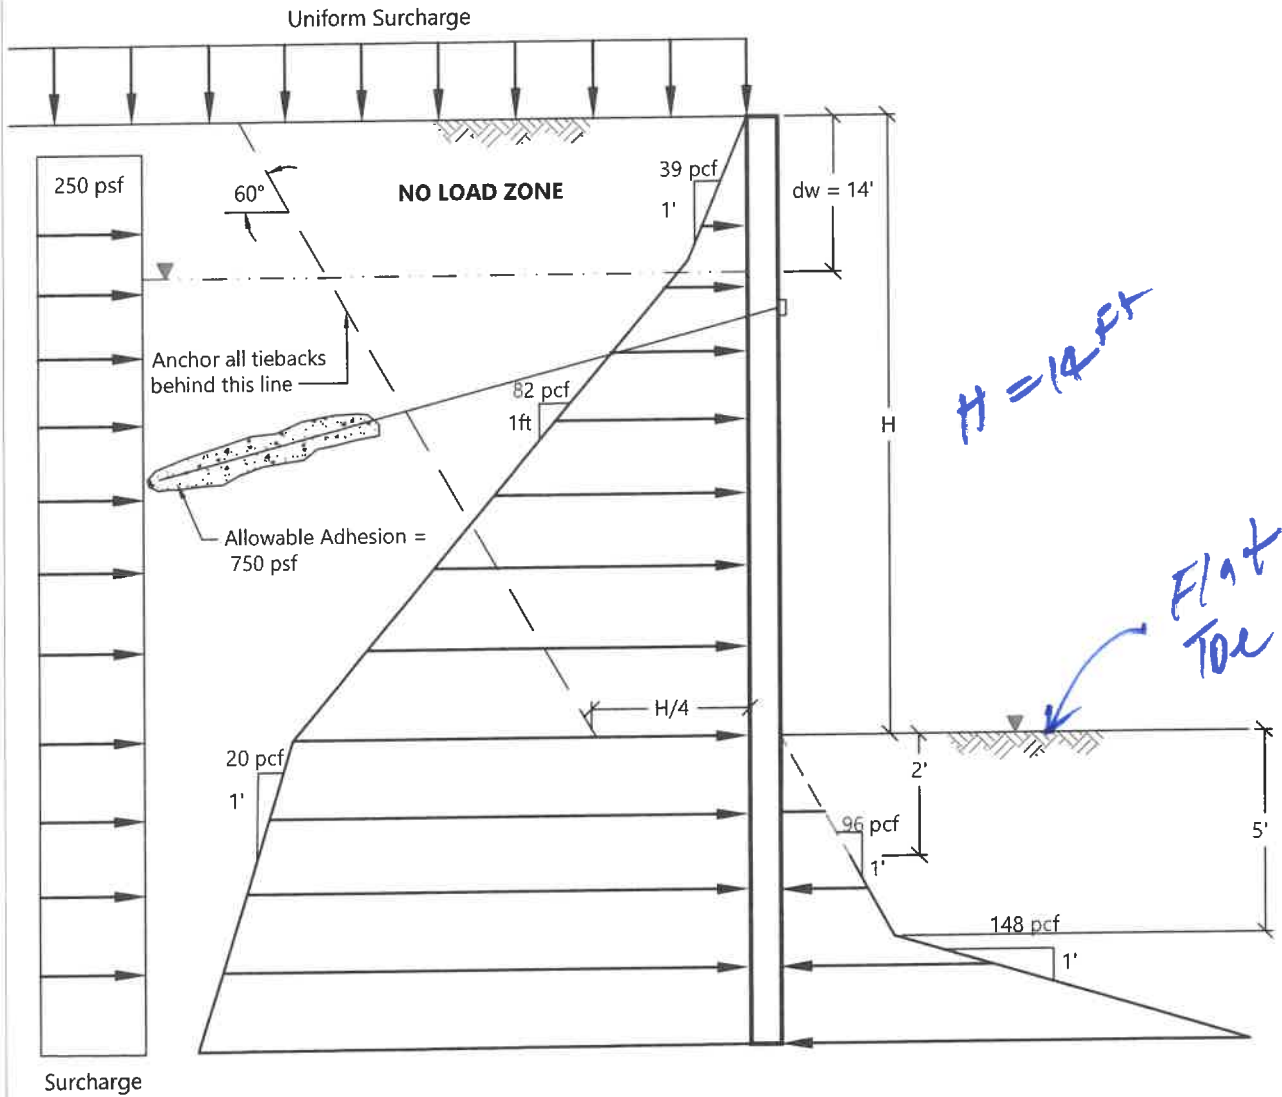 Uniform Surcharge
250 psf
60°
NO LOAD ZONE
39 pcf
1'
dw = 14'
H = 14 Ft
Anchor all tiebacks
behind this line
82 pcf
1ft
H
Allowable Adhesion =
750 psf
Flat
Toe
H/4
20 pcf
1'
2'
96 pcf
1'
5'
148 pcf
1'
Surcharge